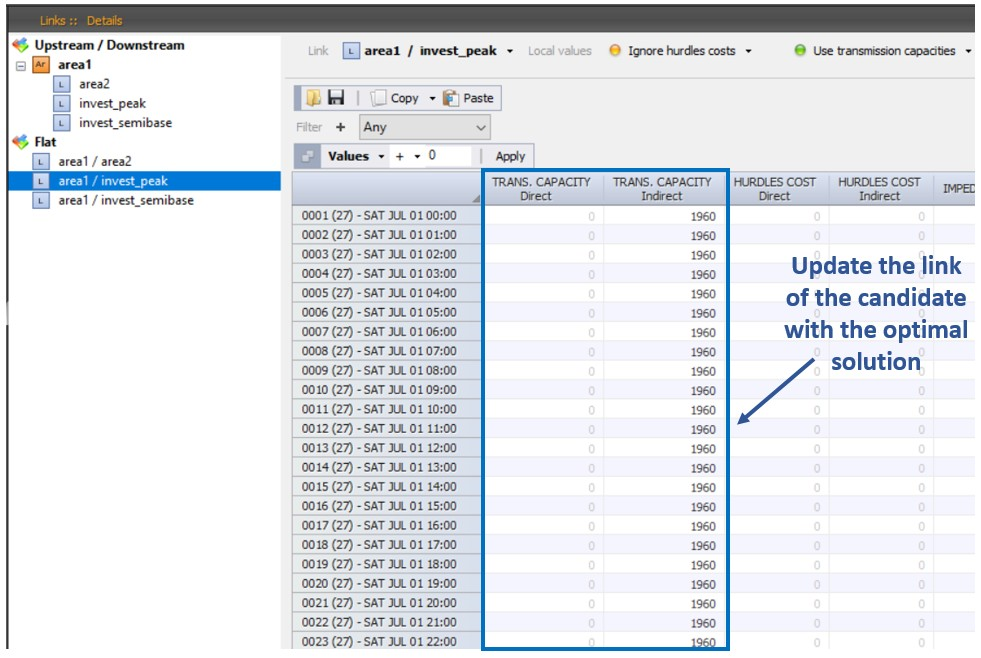 Links :: Details
Upstream / Downstream
Ar area1
L area2
L invest_peak
L invest_semibase
Flat
L area1 / area2
L area1 / invest_peak
L area1 / invest_semibase
Link L area1 / invest_peak Local values Ignore hurdles costs Use transmission capacities
Copy Paste
Filter + Any
Values + 0 Apply
TRANS. CAPACITY TRANS. CAPACITY HURDLES COST HURDLES COST IMPED
Direct Indirect Direct Indirect
0001 (27) - SAT JUL 01 00:00 0 1960 0 0
0002 (27) - SAT JUL 01 01:00 0 1960 0 0
0003 (27) - SAT JUL 01 02:00 0 1960 0 0
0004 (27) - SAT JUL 01 03:00 0 1960 0 0
0005 (27) - SAT JUL 01 04:00 0 1960 0 0
0006 (27) - SAT JUL 01 05:00 0 1960 0 0
0007 (27) - SAT JUL 01 06:00 0 1960 0 0
0008 (27) - SAT JUL 01 07:00 0 1960 0 0
0009 (27) - SAT JUL 01 08:00 0 1960 0 0
0010 (27) - SAT JUL 01 09:00 0 1960 0 0
0011 (27) - SAT JUL 01 10:00 0 1960 0 0
0012 (27) - SAT JUL 01 11:00 0 1960 0 0
0013 (27) - SAT JUL 01 12:00 0 1960 0 0
0014 (27) - SAT JUL 01 13:00 0 1960 0 0
0015 (27) - SAT JUL 01 14:00 0 1960 0 0
0016 (27) - SAT JUL 01 15:00 0 1960 0 0
0017 (27) - SAT JUL 01 16:00 0 1960 0 0
0018 (27) - SAT JUL 01 17:00 0 1960 0 0
0019 (27) - SAT JUL 01 18:00 0 1960 0 0
0020 (27) - SAT JUL 01 19:00 0 1960 0 0
0021 (27) - SAT JUL 01 20:00 0 1960 0 0
0022 (27) - SAT JUL 01 21:00 0 1960 0 0
0023 (27) - SAT JUL 01 22:00 0 1960 0 0
Update the link
of the candidate
with the optimal
solution